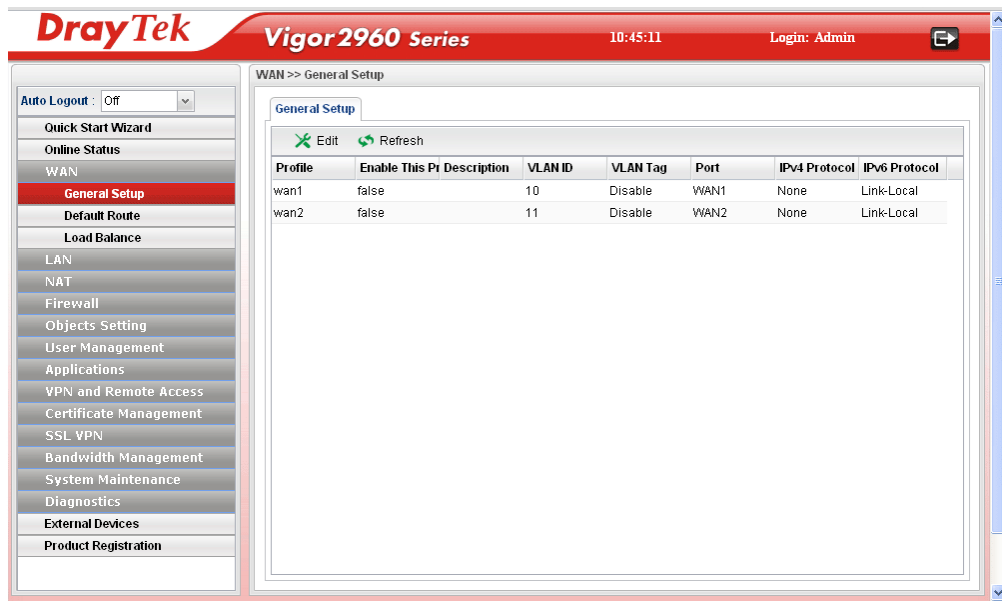 DrayTek
Vigor2960 Series
10:45:11
Login: Admin
Auto Logout : Off
Quick Start Wizard
Online Status
WAN
General Setup
Default Route
Load Balance
LAN
NAT
Firewall
Objects Setting
User Management
Applications
VPN and Remote Access
Certificate Management
SSL VPN
Bandwidth Management
System Maintenance
Diagnostics
External Devices
Product Registration
WAN >> General Setup
General Setup
Edit Refresh
Profile Enable This Pr Description VLAN ID VLAN Tag Port IPv4 Protocol IPv6 Protocol
wan1 false 10 Disable WAN1 None Link-Local
wan2 false 11 Disable WAN2 None Link-Local